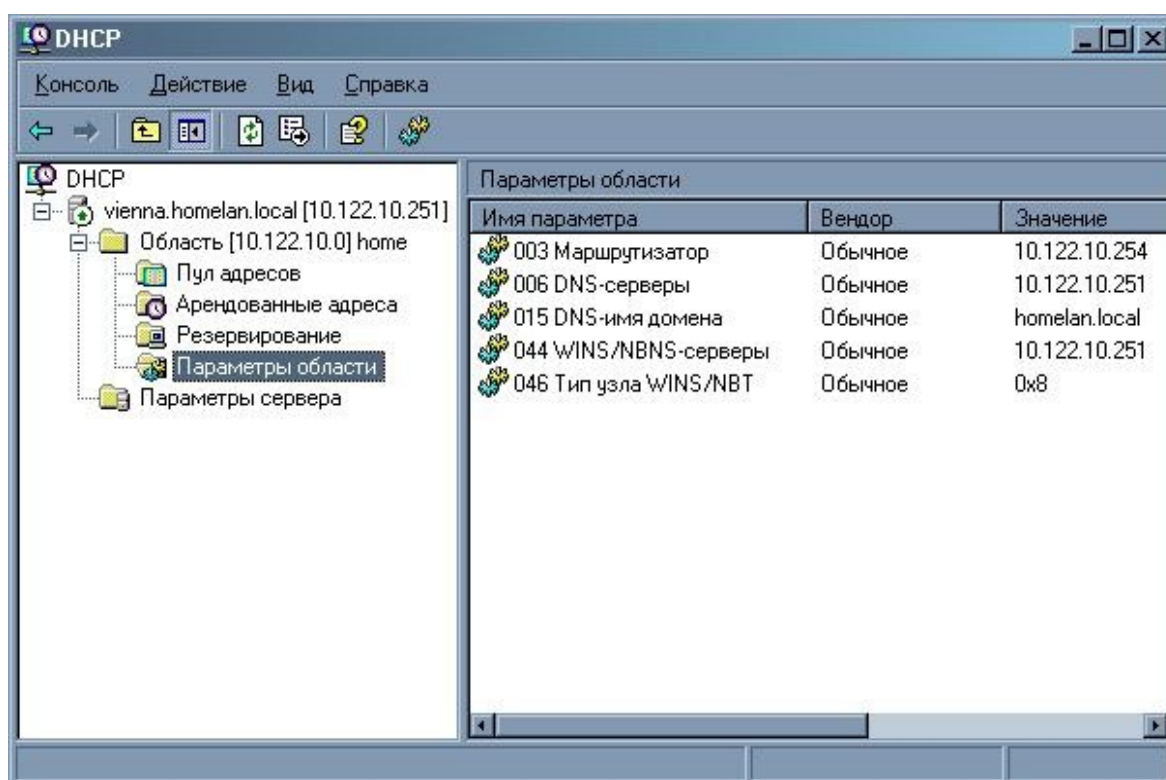 DHCP
Консоль Действие Вид Справка
DHCP
vienna.homelan.local [10.122.10.251]
Область [10.122.10.0] home
Пул адресов
Арендованные адреса
Резервирование
Параметры области
Параметры сервера
Параметры области
Имя параметра Вендор Значение
003 Маршрутизатор Обычное 10.122.10.254
006 DNS-серверы Обычное 10.122.10.251
015 DNS-имя домена Обычное homelan.local
044 WINS/NBNS-серверы Обычное 10.122.10.251
046 Тип узла WINS/NBT Обычное 0x8